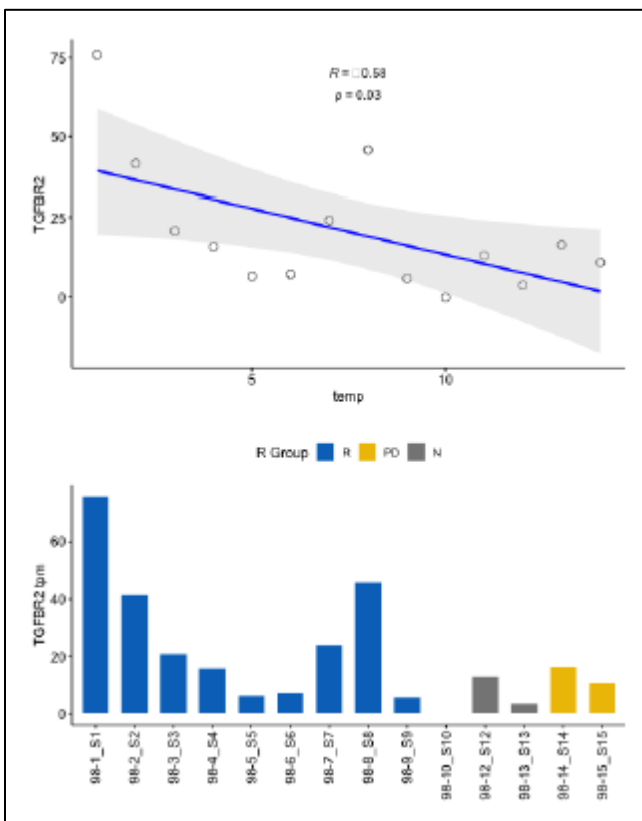 75
R = □0.58
p = 0.03
50
TGFBR2
25
0
5
10
temp
R Group R PD N
TGFBR2 tpm
60
40
20
0
98-1_S1
98-2_S2
98-3_S3
98-4_S4
98-5_S5
98-6_S6
98-7_S7
98-8_S8
98-9_S9
98-10_S10
98-12_S12
98-13_S13
98-14_S14
98-15_S15